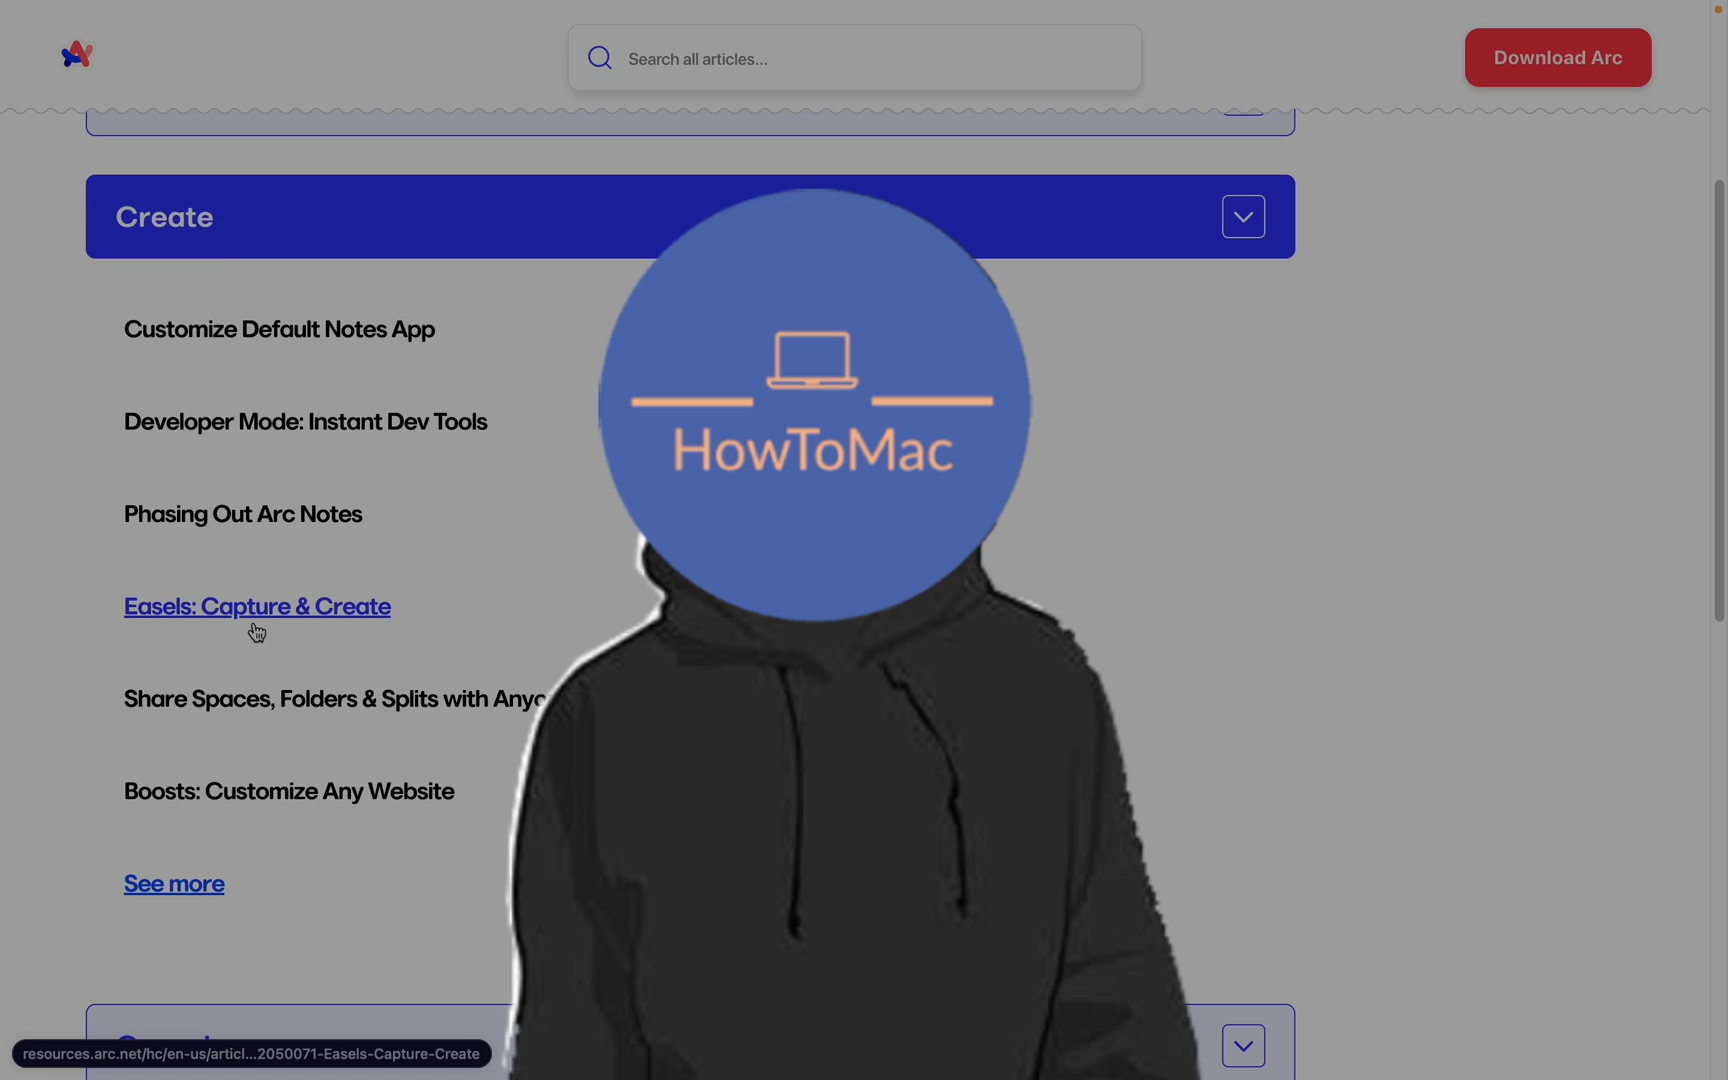 Search all articles...
Download Arc
Create
Customize Default Notes App
Developer Mode: Instant Dev Tools
Phasing Out Arc Notes
Easels: Capture & Create
Share Spaces, Folders & Splits with
Boosts: Customize Any Website
See more
HowToMac
resources.arc.net/hc/en-us/articl...2050071-Easels-Capture-Create